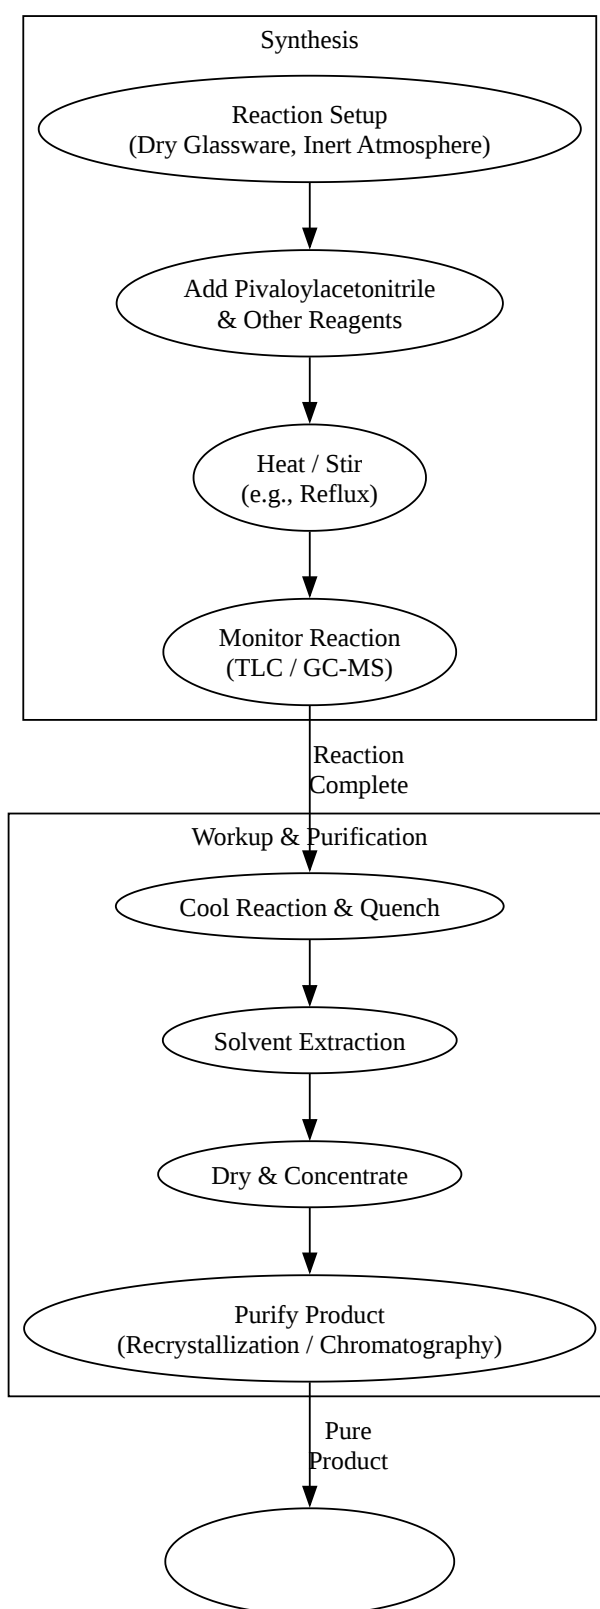 Synthesis
Reaction Setup
(Dry Glassware, Inert Atmosphere)
Add Pivaloylacetonitrile
& Other Reagents
Heat / Stir
(e.g., Reflux)
Monitor Reaction
(TLC / GC-MS)
Reaction
Complete
Workup & Purification
Cool Reaction & Quench
Solvent Extraction
Dry & Concentrate
Purify Product
(Recrystallization / Chromatography)
Pure
Product